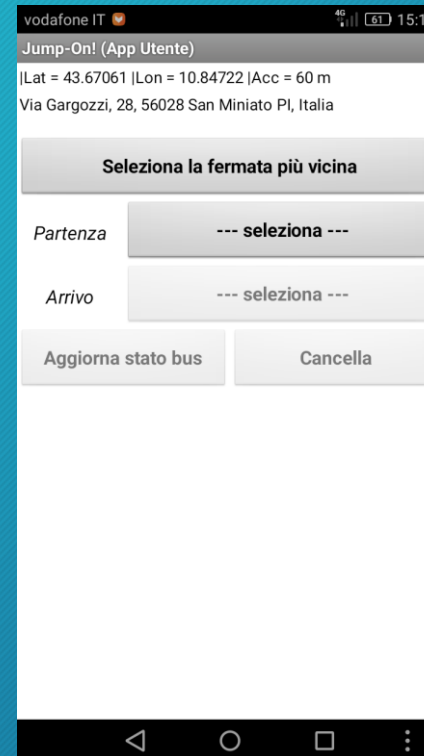 vodafone IT 4G 61 15:1
Jump-On! (App Utente)
|Lat = 43.67061 |Lon = 10.84722 |Acc = 60 m
Via Gargozzi, 28, 56028 San Miniato PI, Italia
Seleziona la fermata più vicina
Partenza --- seleziona ---
Arrivo --- seleziona ---
Aggiorna stato bus Cancella